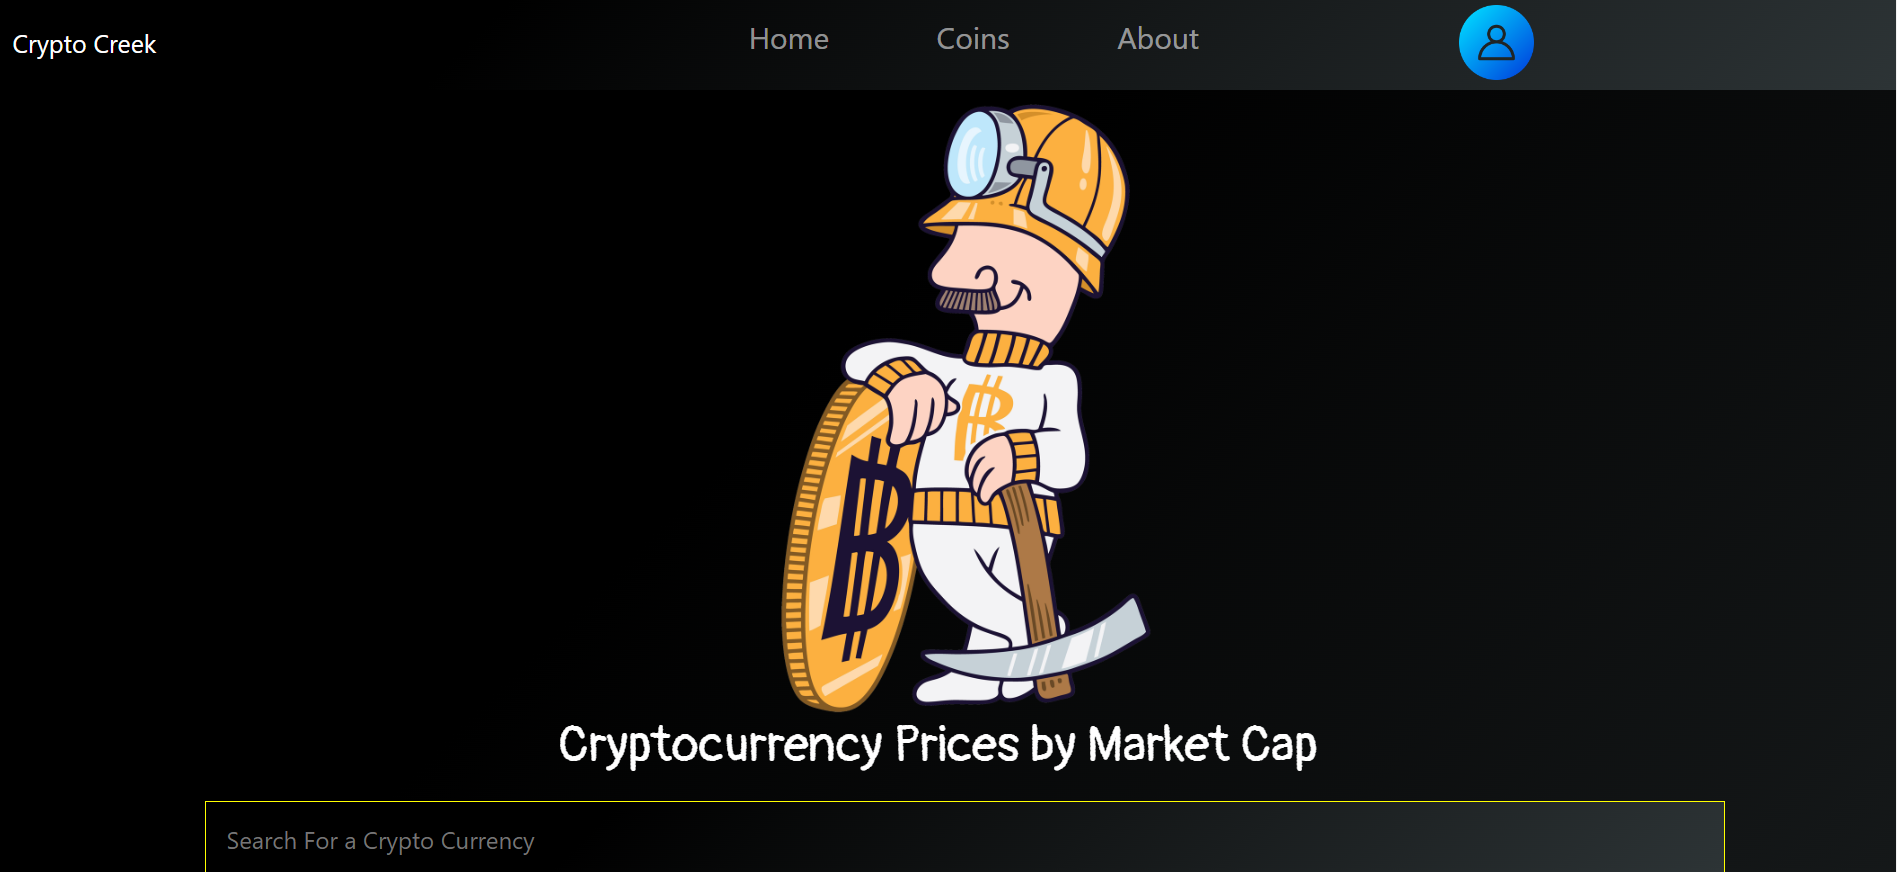 Crypto Creek
Home
Coins
About
Cryptocurrency Prices by Market Cap
Search For a Crypto Currency